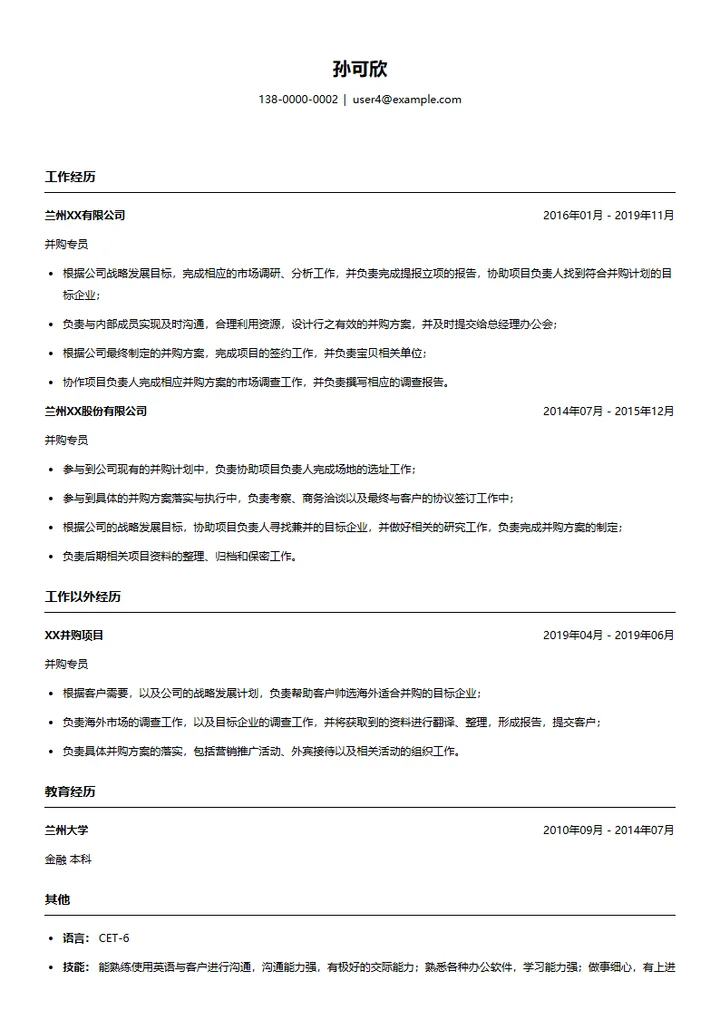 孙可欣
138-0000-0002 | user4@example.com
工作经历
兰州XX有限公司 2016年01月 - 2019年11月
并购专员
• 根据公司战略发展目标，完成相应的市场调研、分析工作，并负责完成提报立项的报告，协助项目负责人找到符合并购计划的目
标企业；
• 负责与内部成员实现及时沟通，合理利用资源，设计行之有效的并购方案，并及时提交给总经理办公会；
• 根据公司最终制定的并购方案，完成项目的签约工作，并负责宝贝相关单位；
• 协作项目负责人完成相应并购方案的市场调查工作，并负责撰写相应的调查报告。
兰州XX股份有限公司 2014年07月 - 2015年12月
并购专员
• 参与到公司现有的并购计划中，负责协助项目负责人完成场地的选址工作；
• 参与到具体的并购方案落实与执行中，负责考察、商务洽谈以及最终与客户的协议签订工作中；
• 根据公司的战略发展目标，协助项目负责人寻找兼并的目标企业，并做好相关的研究工作，负责完成并购方案的制定；
• 负责后期相关项目资料的整理、归档和保密工作。
工作以外经历
XX并购项目 2019年04月 - 2019年06月
并购专员
• 根据客户需要，以及公司的战略发展计划，负责帮助客户帅选海外适合并购的目标企业；
• 负责海外市场的调查工作，以及目标企业的调查工作，并将获取到的资料进行翻译、整理，形成报告，提交客户；
• 负责具体并购方案的落实，包括营销推广活动、外宾接待以及相关活动的组织工作。
教育经历
兰州大学 2010年09月 - 2014年07月
金融 本科
其他
• 语言： CET-6
• 技能： 能熟练使用英语与客户进行沟通，沟通能力强，有极好的交际能力；熟悉各种办公软件，学习能力强；做事细心，有上进